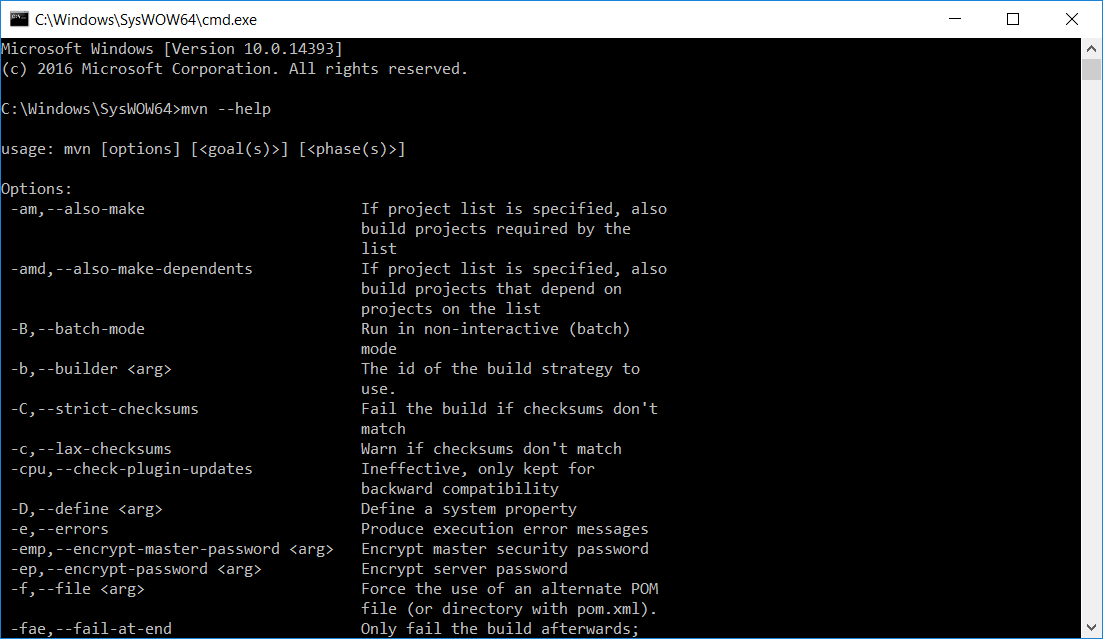 C:\Windows\SysWOW64\cmd.exe
Microsoft Windows [Version 10.0.14393]
(c) 2016 Microsoft Corporation. All rights reserved.
C:\Windows\SysWOW64>mvn --help
usage: mvn [options] [<goal(s)>] [<phase(s)>]
Options:
-am,--also-make If project list is specified, also
build projects required by the
list
-amd,--also-make-dependents If project list is specified, also
build projects that depend on
projects on the list
-B,--batch-mode Run in non-interactive (batch)
mode
-b,--builder <arg> The id of the build strategy to
use.
-C,--strict-checksums Fail the build if checksums don't
match
-c,--lax-checksums Warn if checksums don't match
-cpu,--check-plugin-updates Ineffective, only kept for
backward compatibility
-D,--define <arg> Define a system property
-e,--errors Produce execution error messages
-emp,--encrypt-master-password <arg> Encrypt master security password
-ep,--encrypt-password <arg> Encrypt server password
-f,--file <arg> Force the use of an alternate POM
file (or directory with pom.xml).
-fae,--fail-at-end Only fail the build afterwards;